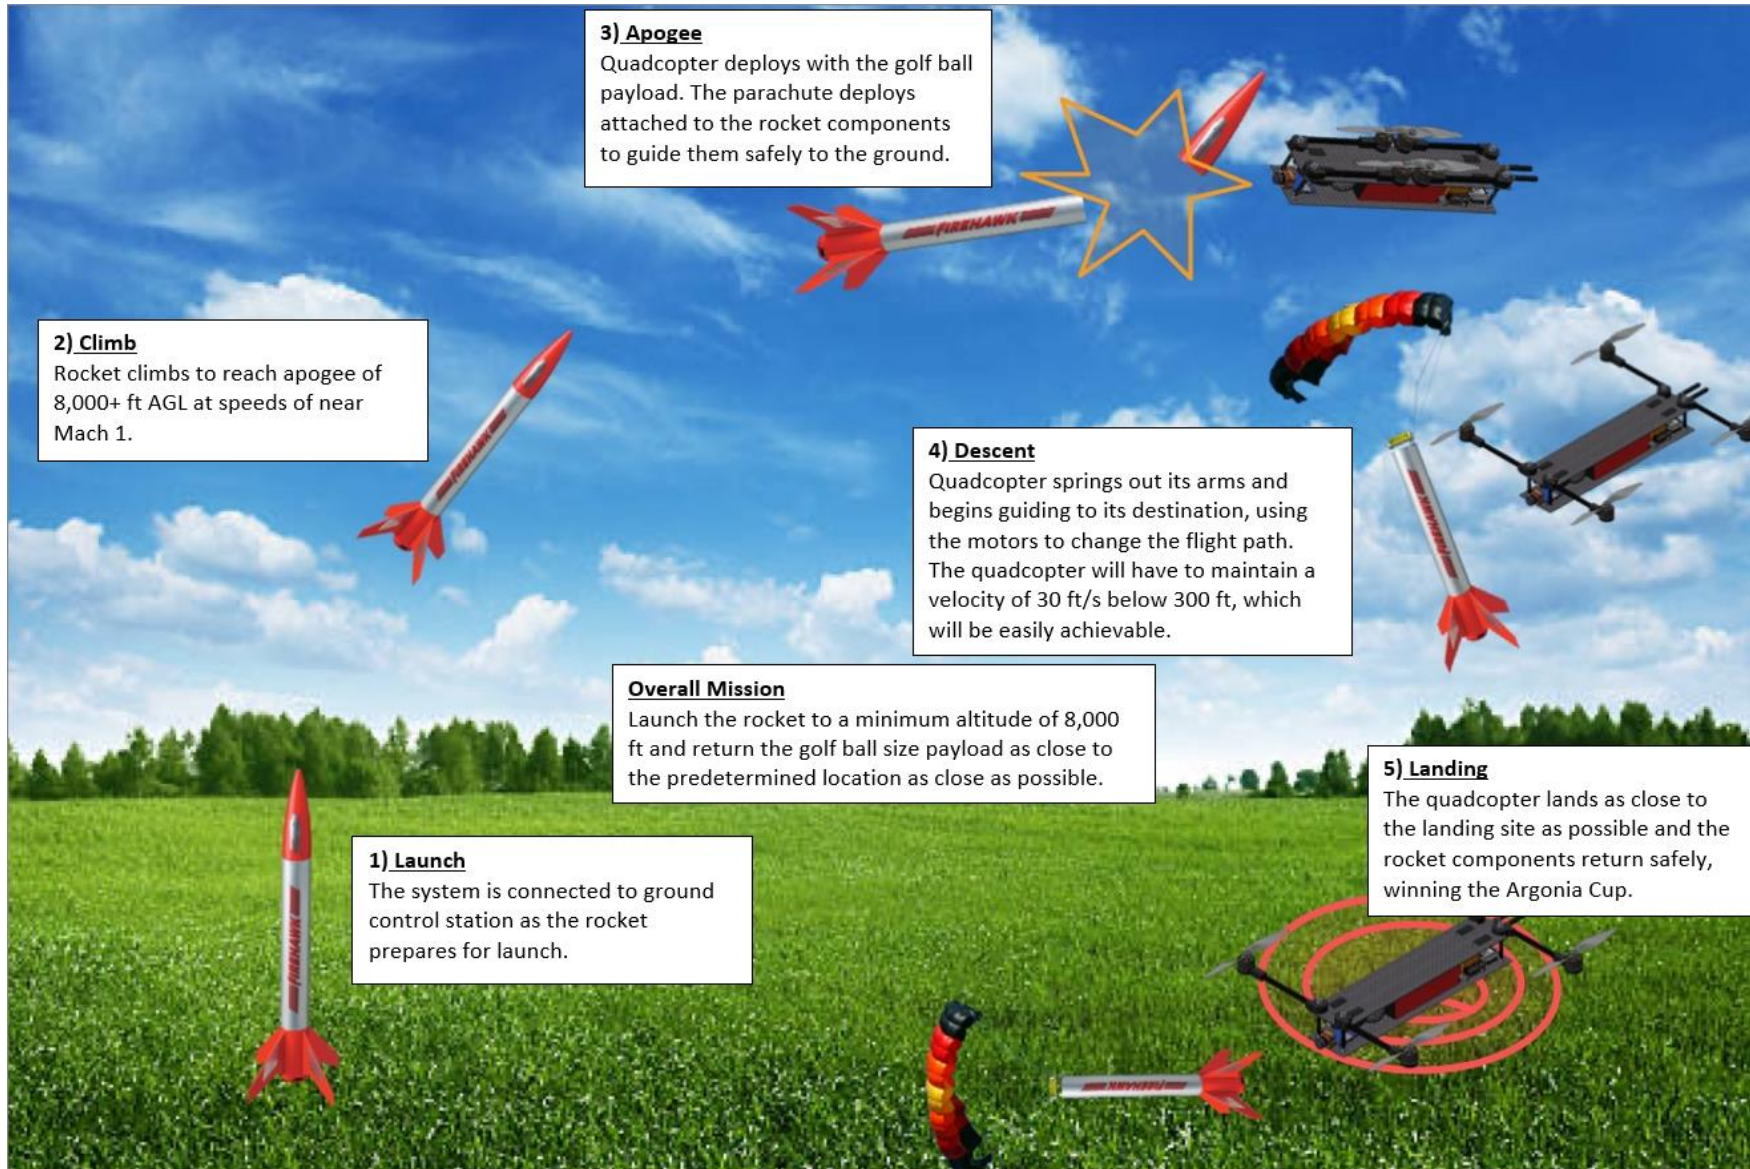 3) Apogee
Quadcopter deploys with the golf ball
payload. The parachute deploys
attached to the rocket components
to guide them safely to the ground.
FIREHAWK
2) Climb
Rocket climbs to reach apogee of
8,000+ ft AGL at speeds of near
Mach 1.
FIREHAWK
4) Descent
Quadcopter springs out its arms and
begins guiding to its destination, using
the motors to change the flight path.
The quadcopter will have to maintain a
velocity of 30 ft/s below 300 ft, which
will be easily achievable.
FIREHAWK
Overall Mission
Launch the rocket to a minimum altitude of 8,000
ft and return the golf ball size payload as close to
the predetermined location as close as possible.
1) Launch
The system is connected to ground
control station as the rocket
prepares for launch.
FIREHAWK
5) Landing
The quadcopter lands as close to
the landing site as possible and the
rocket components return safely,
winning the Argonia Cup.
FIREHAWK